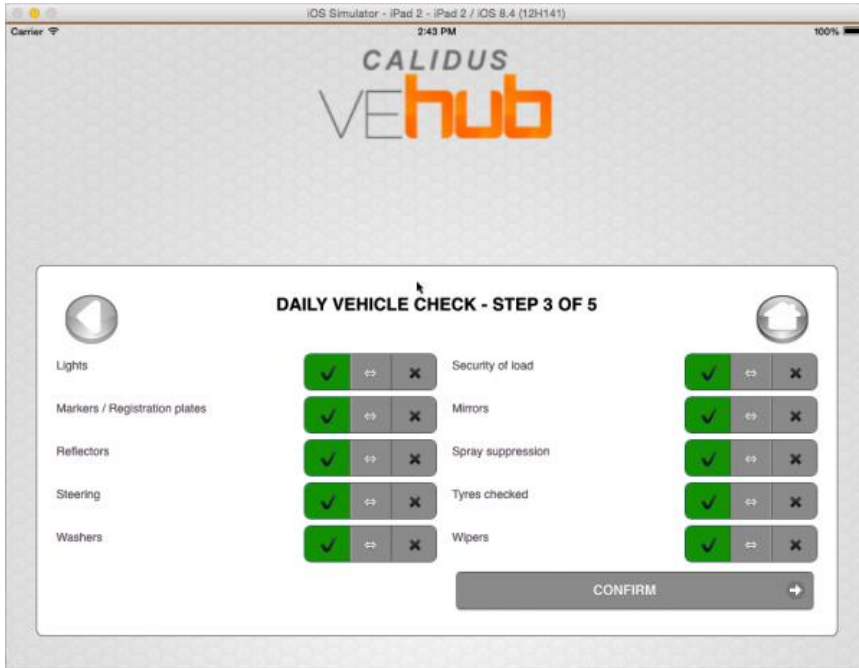 iOS Simulator - iPad 2 - iPad 2 / iOS 8.4 (12H141)
Carrier 2:43 PM 100%
CALIDUS
VEhub
DAILY VEHICLE CHECK - STEP 3 OF 5
Lights
Markers / Registration plates
Reflectors
Steering
Washers
Security of load
Mirrors
Spray suppression
Tyres checked
Wipers
CONFIRM